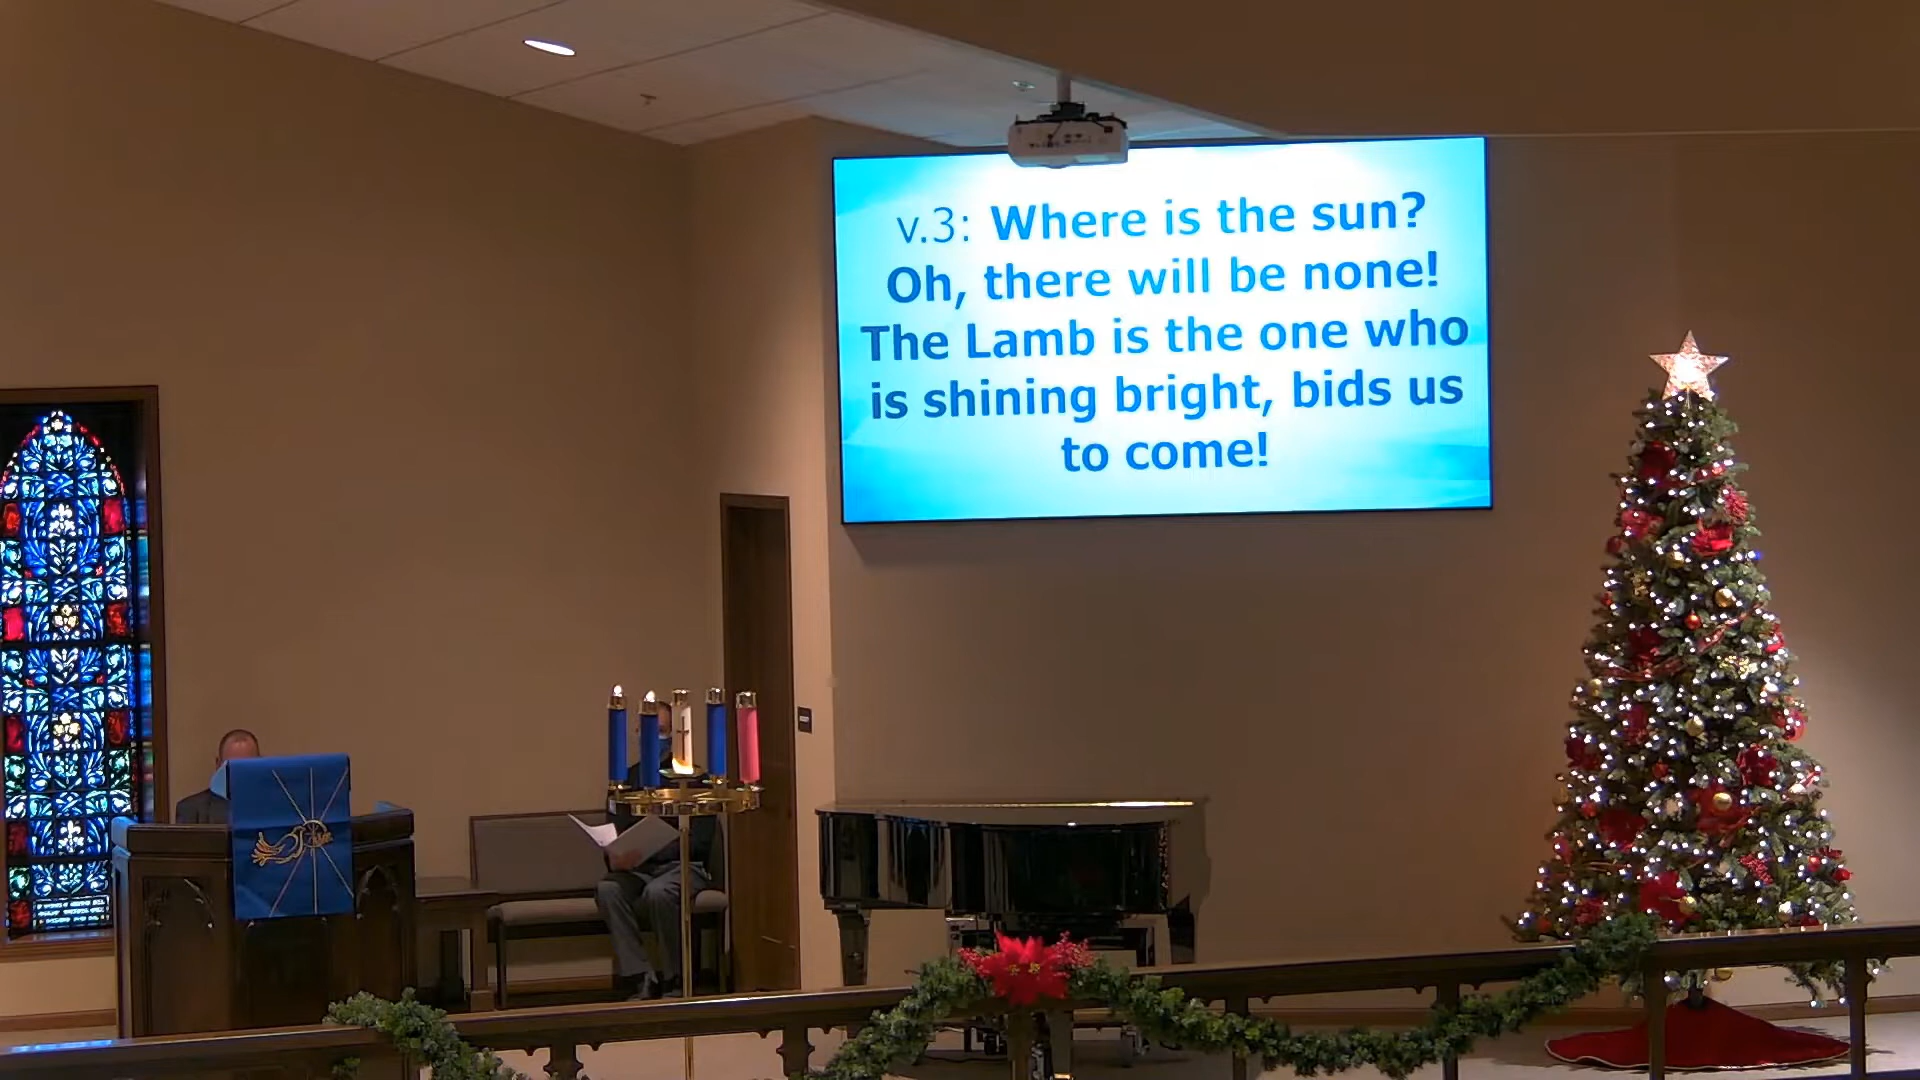 v.3: Where is the sun?
Oh, there will be none!
The Lamb is the one who
is shining bright, bids us
to come!